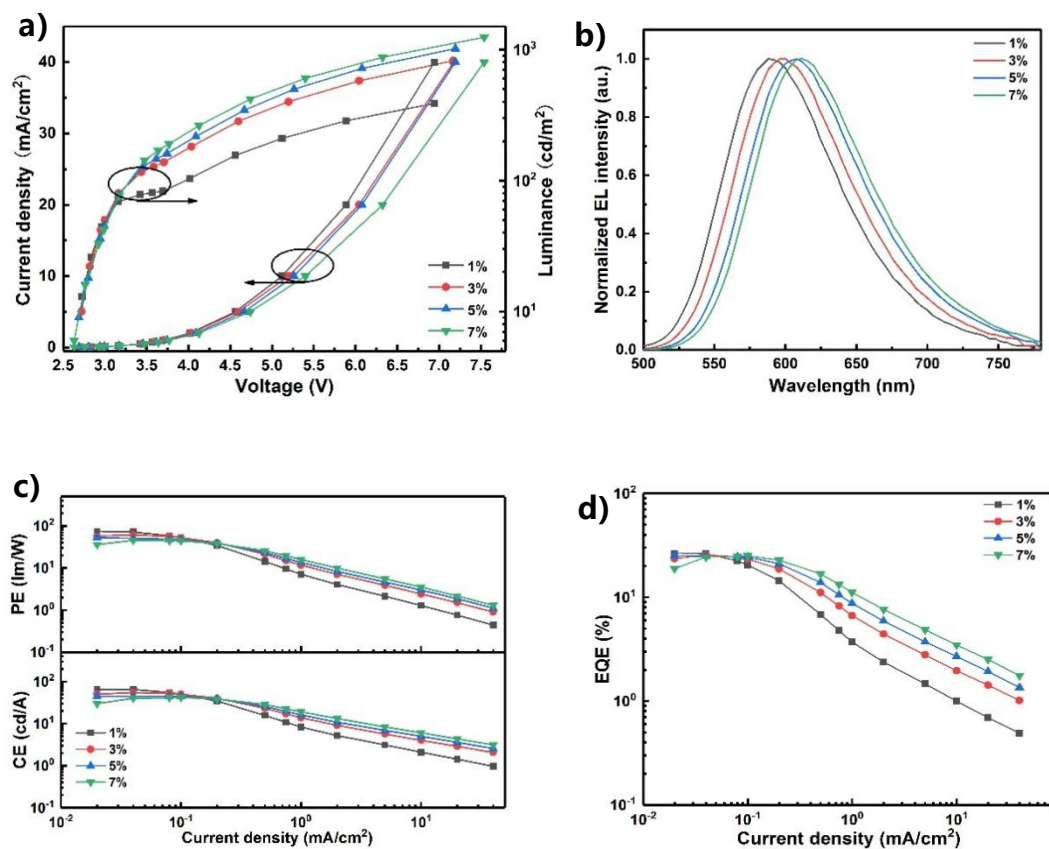 a)
Current density (mA/cm²)
40
30
20
10
0
10³
10²
10¹
Luminance (cd/m²)
1%
3%
5%
7%
2.5 3.0 3.5 4.0 4.5 5.0 5.5 6.0 6.5 7.0 7.5
Voltage (V)
b)
Normalized EL intensity (au.)
1.0
0.8
0.6
0.4
0.2
0.0
1%
3%
5%
7%
500 550 600 650 700 750
Wavelength (nm)
c)
PE (lm/W)
10²
10¹
10⁰
10⁻¹
CE (cd/A)
10²
10¹
10⁰
10⁻¹
1%
3%
5%
7%
10⁻² 10⁻¹ 10⁰ 10¹
Current density (mA/cm²)
d)
EQE (%)
10²
10¹
10⁰
10⁻¹
1%
3%
5%
7%
10⁻² 10⁻¹ 10⁰ 10¹
Current density (mA/cm²)